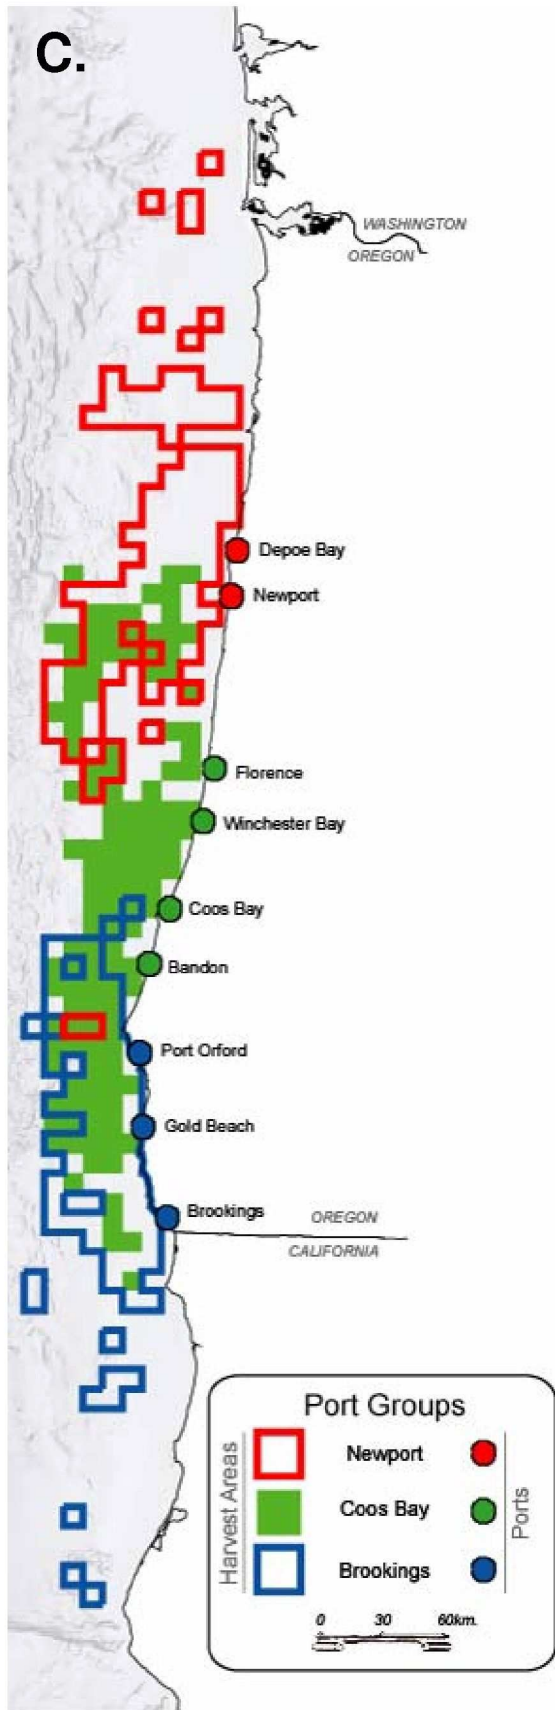 C.
WASHINGTON
OREGON
Depoe Bay
Newport
Florence
Winchester Bay
Coos Bay
Bandon
Port Orford
Gold Beach
Brookings
OREGON
CALIFORNIA
Port Groups
Harvest Areas
Newport
Coos Bay
Brookings
Ports
0 30 60km.